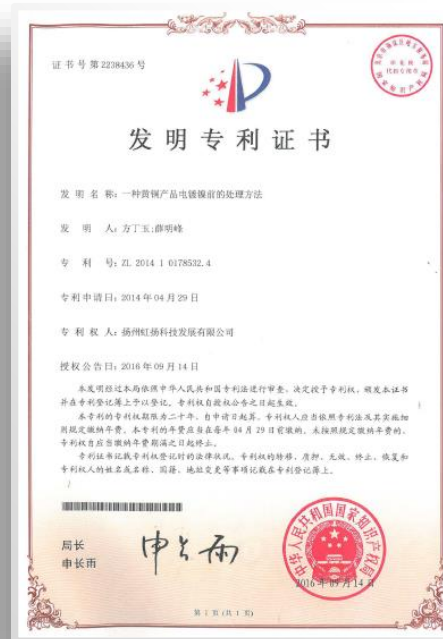 证书号第2238436号
发明专利证书
发 明 名 称：一种黄铜产品电镀镍前的处理方法
发 明 人：方丁玉;薛明峰
专 利 号：ZL 2014 1 0178532.4
专利申请日：2014年04月29日
专 利 权 人：扬州虹扬科技发展有限公司
授权公告日：2016年09月14日
本发明经过本局依照中华人民共和国专利法进行审查，决定授予专利权，颁发本证书
并在专利登记簿上予以登记。专利权自授权公告之日起生效。
本专利的专利权期限为二十年，自申请日起算。专利权人应当依照专利法及其实施细
则规定缴纳年费。本专利的年费应当在每年04月29日前缴纳。未按照规定缴纳年费的，
专利权自应当缴纳年费期满之日起终止。
专利证书记载专利权登记时的法律状况。专利权的转移、质押、无效、终止、恢复和
专利权人的姓名或名称、国籍、地址变更等事项记载在专利登记簿上。
局长
申长雨
申长雨
中华人民共和国国家知识产权局
2016年09月14日
第1页(共1页)